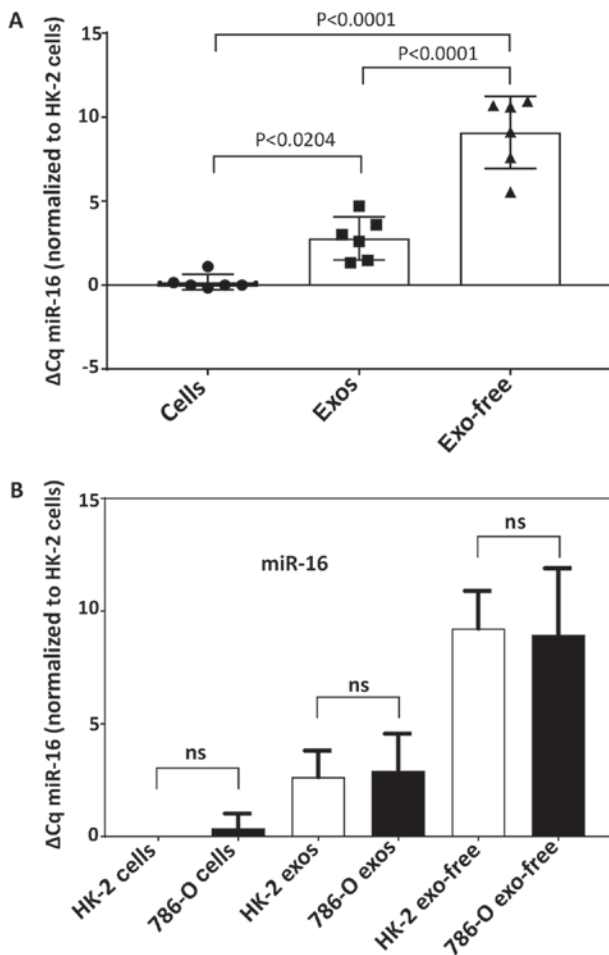 A
ΔCq miR-16 (normalized to HK-2 cells)
15
10
5
0
-5
P<0.0001
P<0.0001
P<0.0204
Cells
Exos
Exo-free
B
ΔCq miR-16 (normalized to HK-2 cells)
15
10
5
0
miR-16
ns
ns
ns
HK-2 cells
786-O cells
HK-2 exos
786-O exos
HK-2 exo-free
786-O exo-free